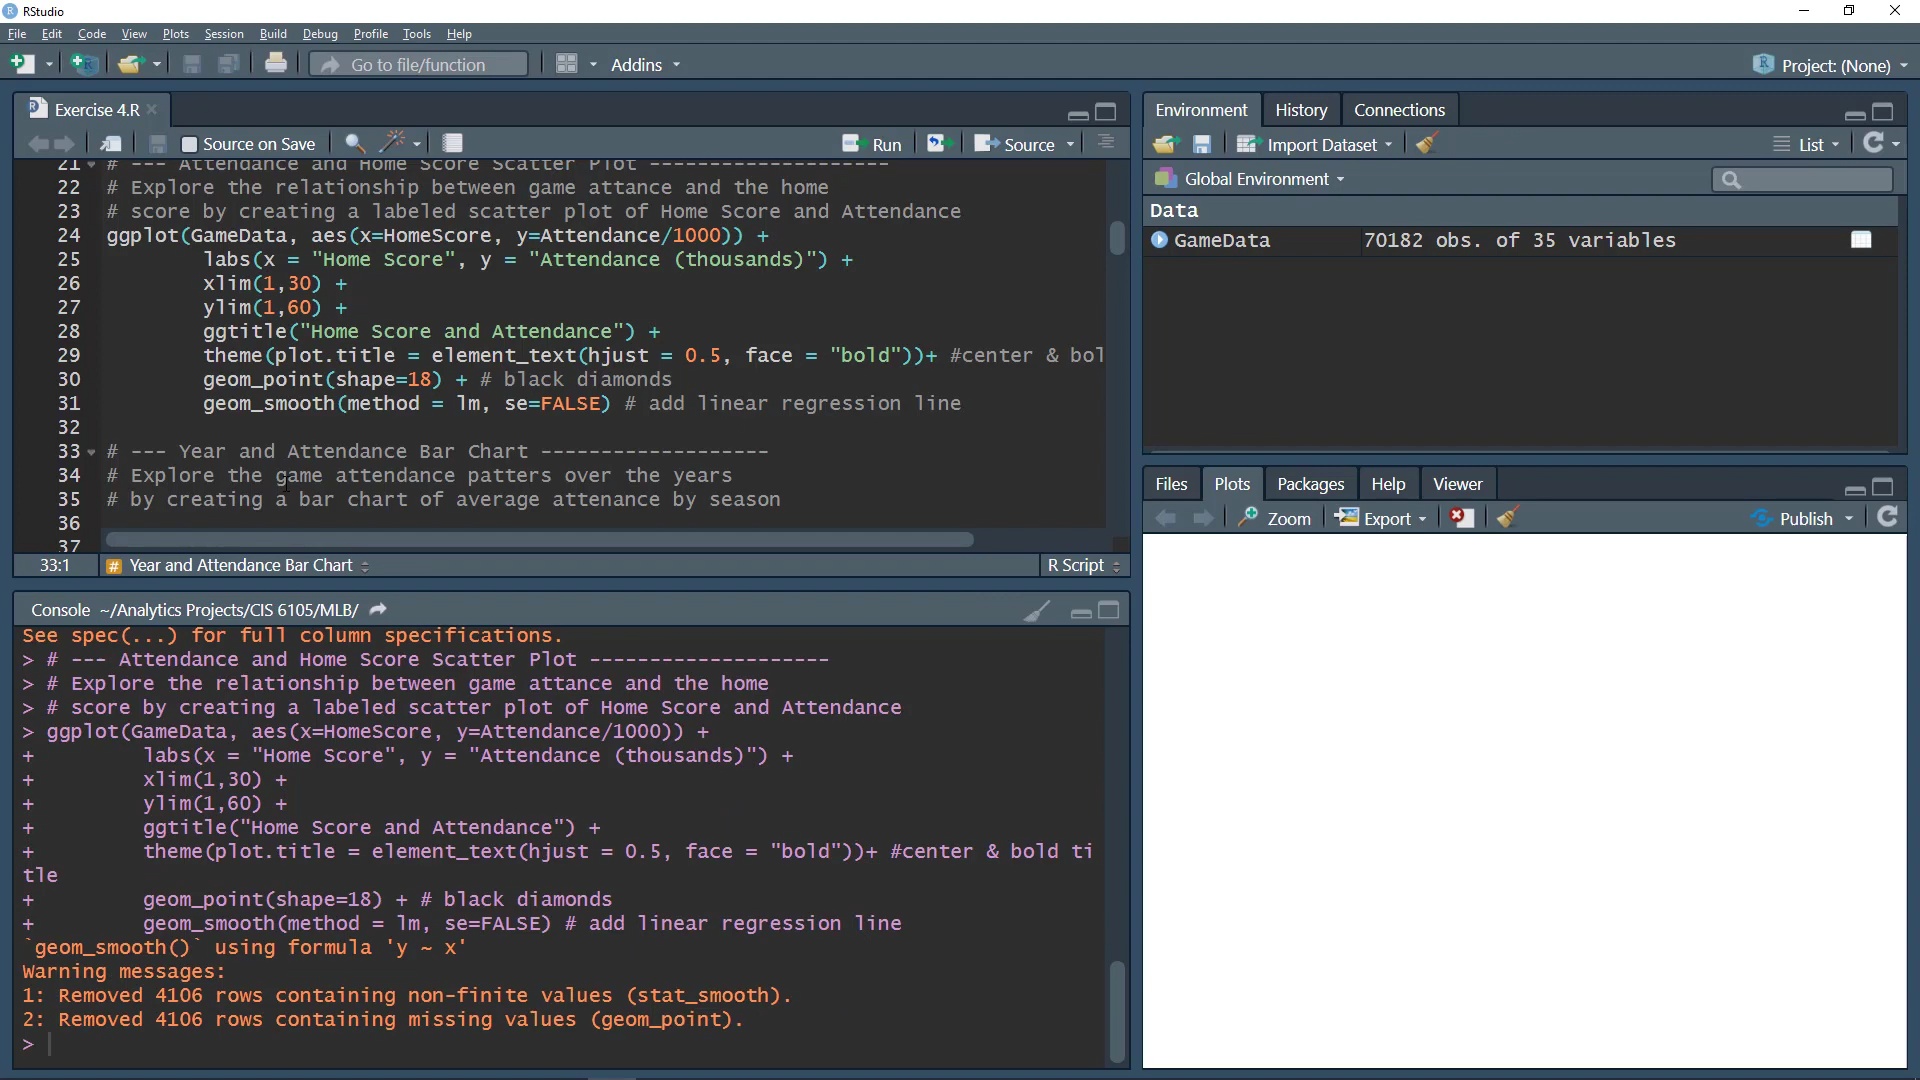 RStudio
File Edit Code View Plots Session Build Debug Profile Tools Help
Go to file/function Addins Project: (None)
Exercise 4.R
Source on Save Run Source
21 # --- Attendance and Home Score Scatter Plot --------------------
22 # Explore the relationship between game attance and the home
23 # score by creating a labeled scatter plot of Home Score and Attendance
24 ggplot(GameData, aes(x=HomeScore, y=Attendance/1000)) +
25 labs(x = "Home Score", y = "Attendance (thousands)") +
26 xlim(1,30) +
27 ylim(1,60) +
28 ggtitle("Home Score and Attendance") +
29 theme(plot.title = element_text(hjust = 0.5, face = "bold"))+ #center & bol
30 geom_point(shape=18) + # black diamonds
31 geom_smooth(method = lm, se=FALSE) # add linear regression line
32
33 # --- Year and Attendance Bar Chart -------------------
34 # Explore the game attendance patters over the years
35 # by creating a bar chart of average attenance by season
36
37
33:1 # Year and Attendance Bar Chart R Script
Console ~/Analytics Projects/CIS 6105/MLB/
See spec(...) for full column specifications.
> # --- Attendance and Home Score Scatter Plot --------------------
> # Explore the relationship between game attance and the home
> # score by creating a labeled scatter plot of Home Score and Attendance
> ggplot(GameData, aes(x=HomeScore, y=Attendance/1000)) +
+ labs(x = "Home Score", y = "Attendance (thousands)") +
+ xlim(1,30) +
+ ylim(1,60) +
+ ggtitle("Home Score and Attendance") +
+ theme(plot.title = element_text(hjust = 0.5, face = "bold"))+ #center & bold ti
tle
+ geom_point(shape=18) + # black diamonds
+ geom_smooth(method = lm, se=FALSE) # add linear regression line
`geom_smooth()` using formula 'y ~ x'
Warning messages:
1: Removed 4106 rows containing non-finite values (stat_smooth).
2: Removed 4106 rows containing missing values (geom_point).
>
Environment History Connections
Import Dataset List
Global Environment
Data
GameData 70182 obs. of 35 variables
Files Plots Packages Help Viewer
Zoom Export Publish